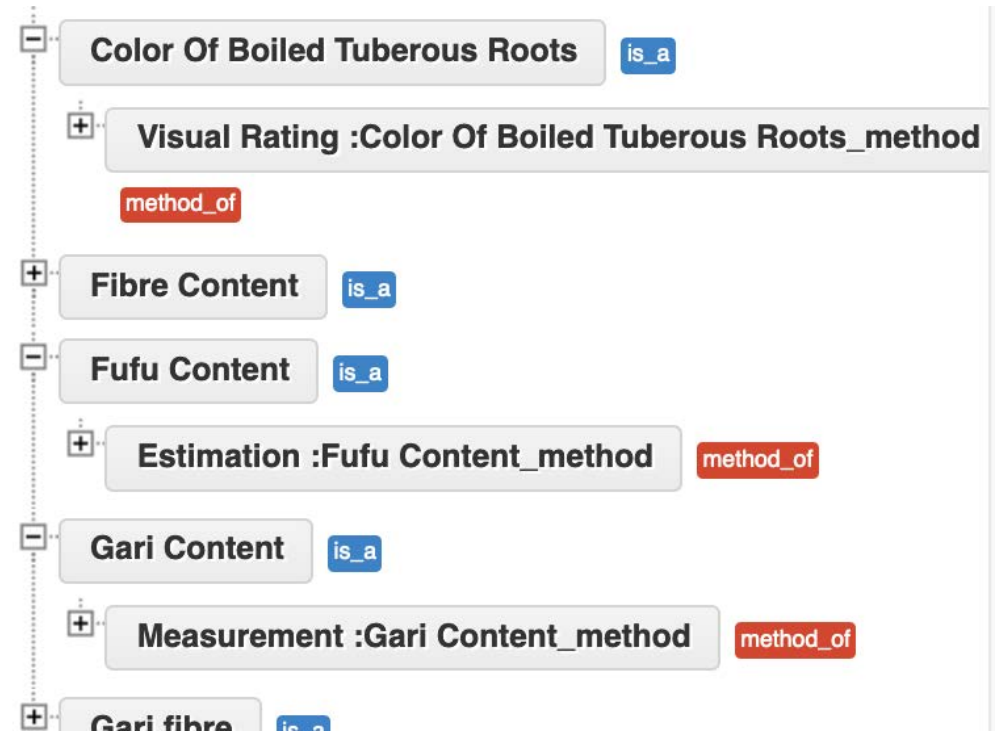 Color Of Boiled Tuberous Roots is_a
Visual Rating :Color Of Boiled Tuberous Roots_method
method_of
Fibre Content is_a
Fufu Content is_a
Estimation :Fufu Content_method method_of
Gari Content is_a
Measurement :Gari Content_method method_of
Gari fibre is_a